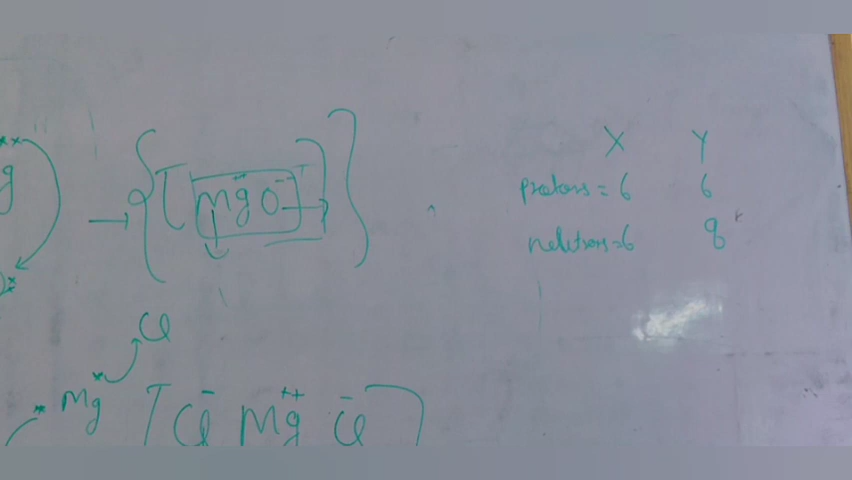 ** "
g
→ { [ Mg⁺⁺ O⁻⁻ ] }
X Y
protons = 6 6
neutrons = 6 8
Cl
* Mg *
[ Cl⁻ Mg⁺⁺ Cl⁻ ]